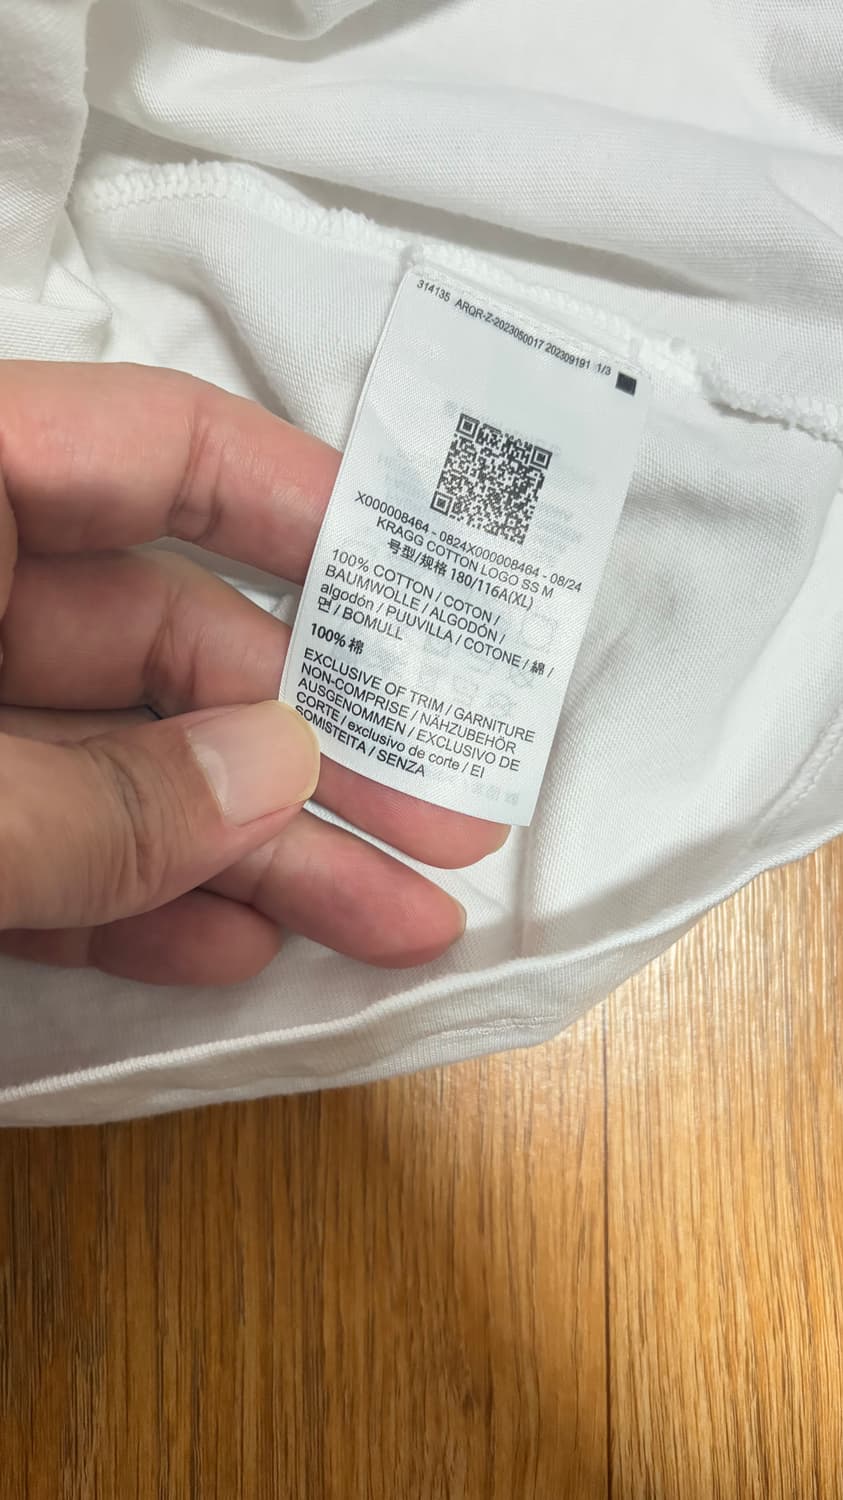 314135 ARQR-Z-2023050017 202309191 1/3
X000008464 - 0824X000008464 - 08/24
KRAGG COTTON LOGO SS M
号型/规格 180/116A(XL)
100% COTTON / COTON /
BAUMWOLLE / ALGODÓN /
algodón / PUUVILLA / COTONE / 綿 /
면 / BOMULL
100% 棉
EXCLUSIVE OF TRIM / GARNITURE
NON-COMPRISE / NÄHZUBEHÖR
AUSGENOMMEN / EXCLUSIVO DE
CORTE / exclusivo de corte / EI
SOMISTEITA / SENZA